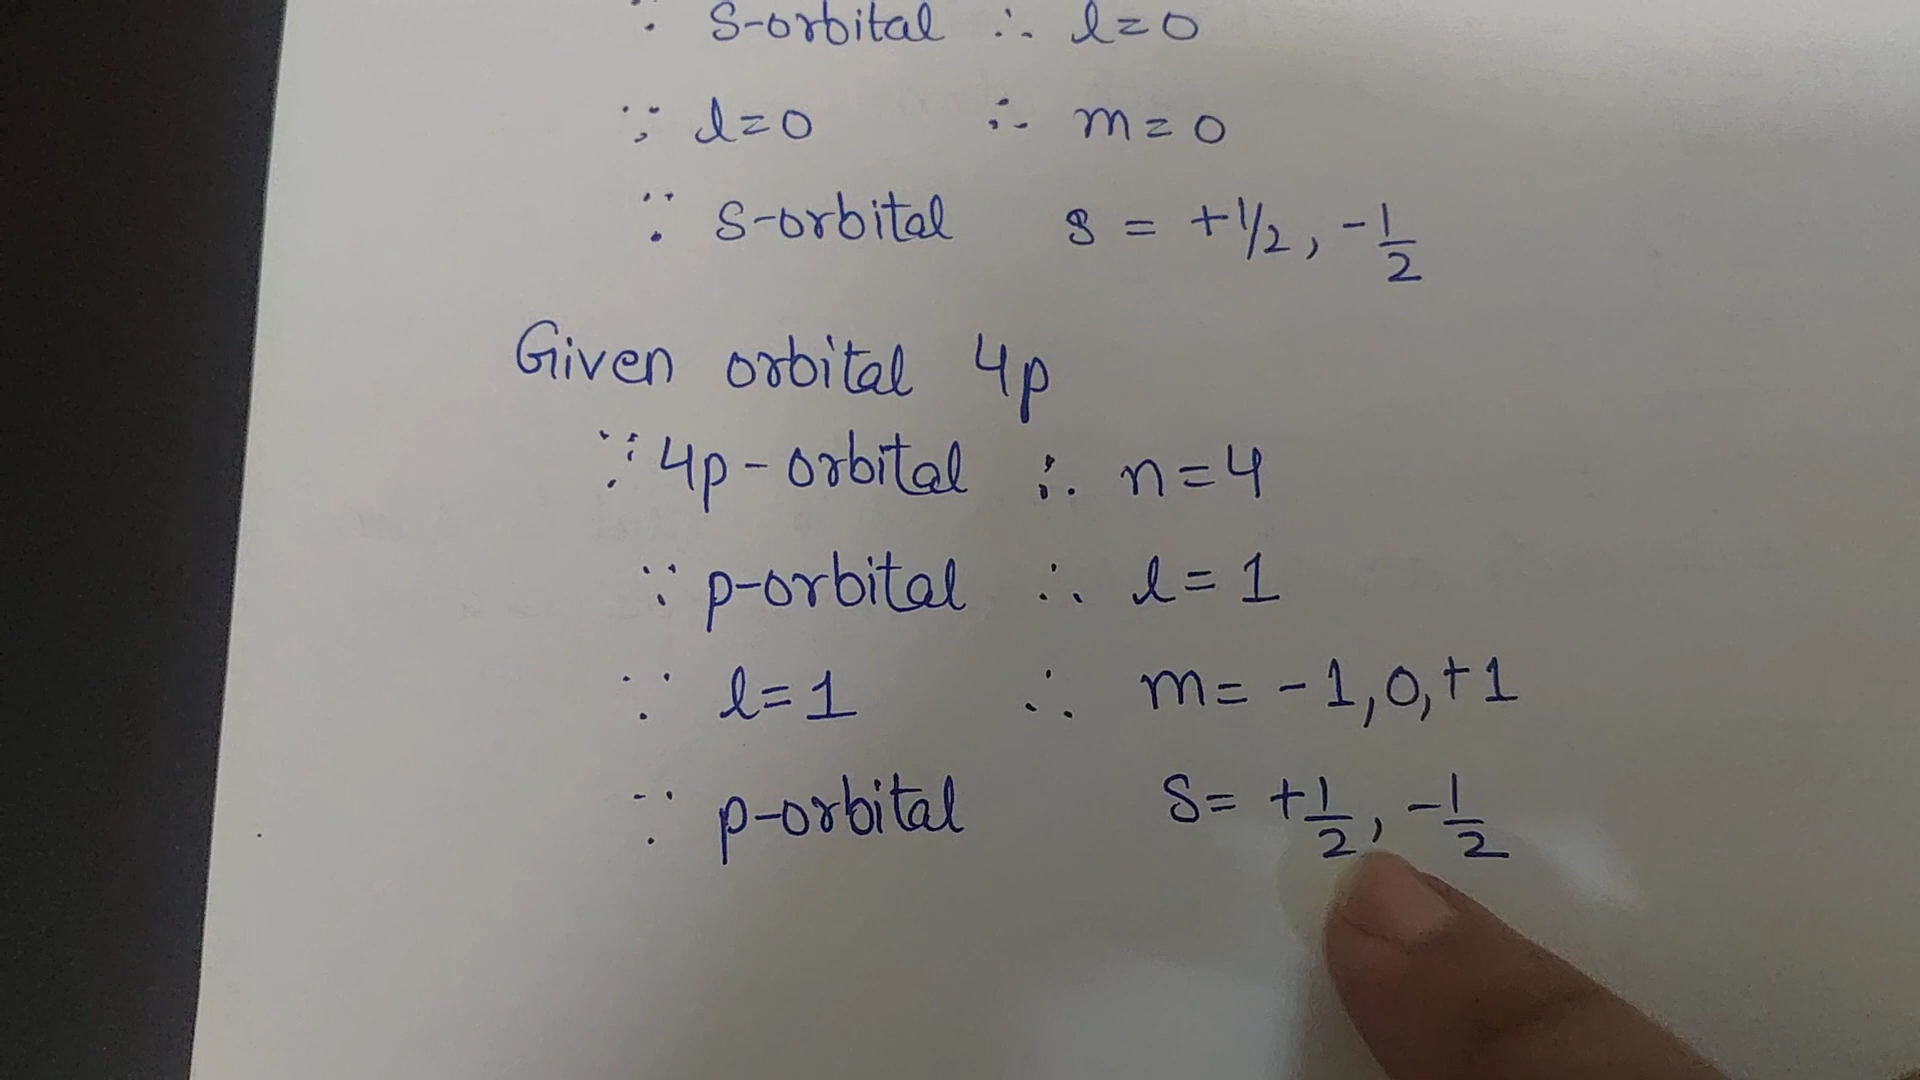 ∵ S-orbital ∴ l=0
∵ l=0 ∴ m=0
∵ S-orbital s = +1/2, -1/2
Given orbital 4p
∵ 4p-orbital ∴ n=4
∵ p-orbital ∴ l=1
∵ l=1 ∴ m= -1,0,+1
∵ p-orbital S= +1/2, -1/2